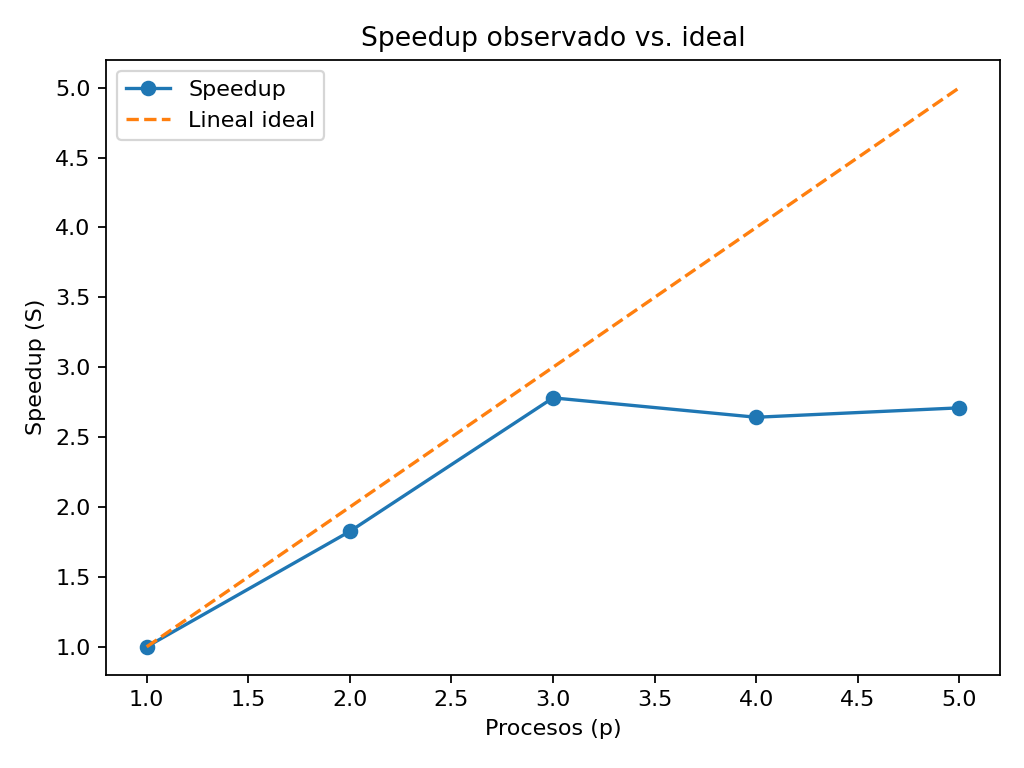 Speedup observado vs. ideal
Speedup
Lineal ideal
5.0
4.5
4.0
3.5
3.0
2.5
2.0
1.5
1.0
Speedup (S)
1.0 1.5 2.0 2.5 3.0 3.5 4.0 4.5 5.0
Procesos (p)